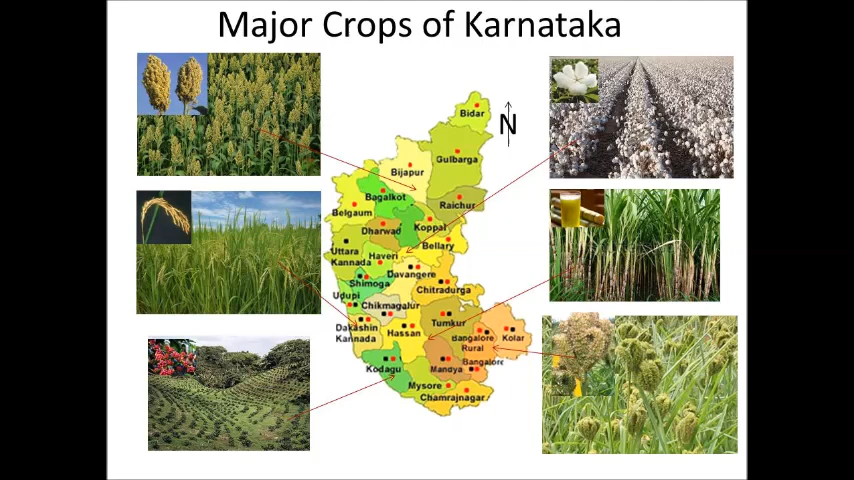 Major Crops of Karnataka
N
Bidar
Gulbarga
Bijapur
Bagalkot
Raichur
Belgaum
Koppal
Dharwad
Bellary
Uttara
Kannada
Haveri
Davangere
Shimoga
Chitradurga
Udupi
Chikmagalur
Tumkur
Dakashin
Kannada
Hassan
Bangalore
Rural
Kolar
Bangalore
Kodagu
Mandya
Mysore
Chamrajnagar